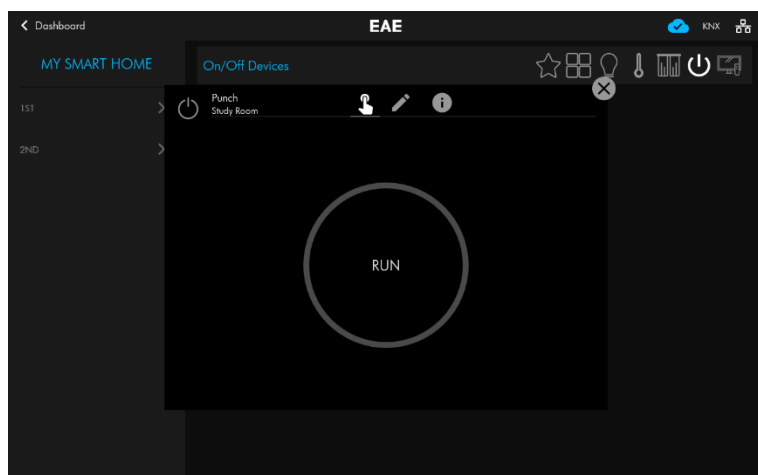 Dashboard
EAE
KNX
MY SMART HOME
On/Off Devices
Punch
Study Room
1ST
2ND
RUN